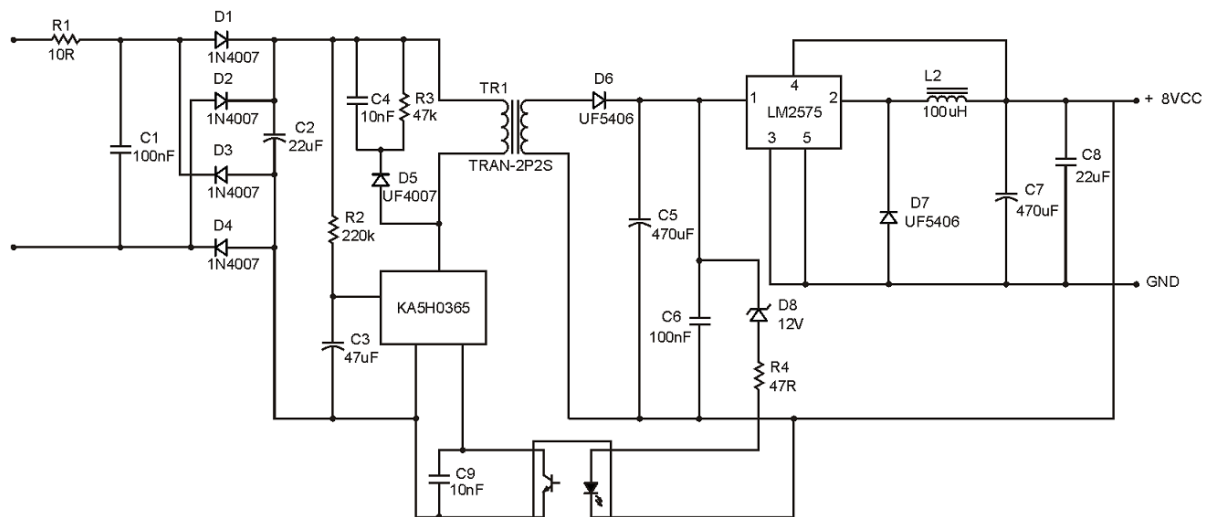 R1
10R
D1
1N4007
D2
1N4007
D3
1N4007
D4
1N4007
C1
100nF
C2
22uF
C4
10nF
R3
47k
D5
UF4007
R2
220k
C3
47uF
KA5H0365
TR1
TRAN-2P2S
D6
UF5406
C5
470uF
C6
100nF
D8
12V
R4
47R
C9
10nF
1
4
2
LM2575
3
5
L2
100uH
D7
UF5406
C7
470uF
C8
22uF
+ 8VCC
GND